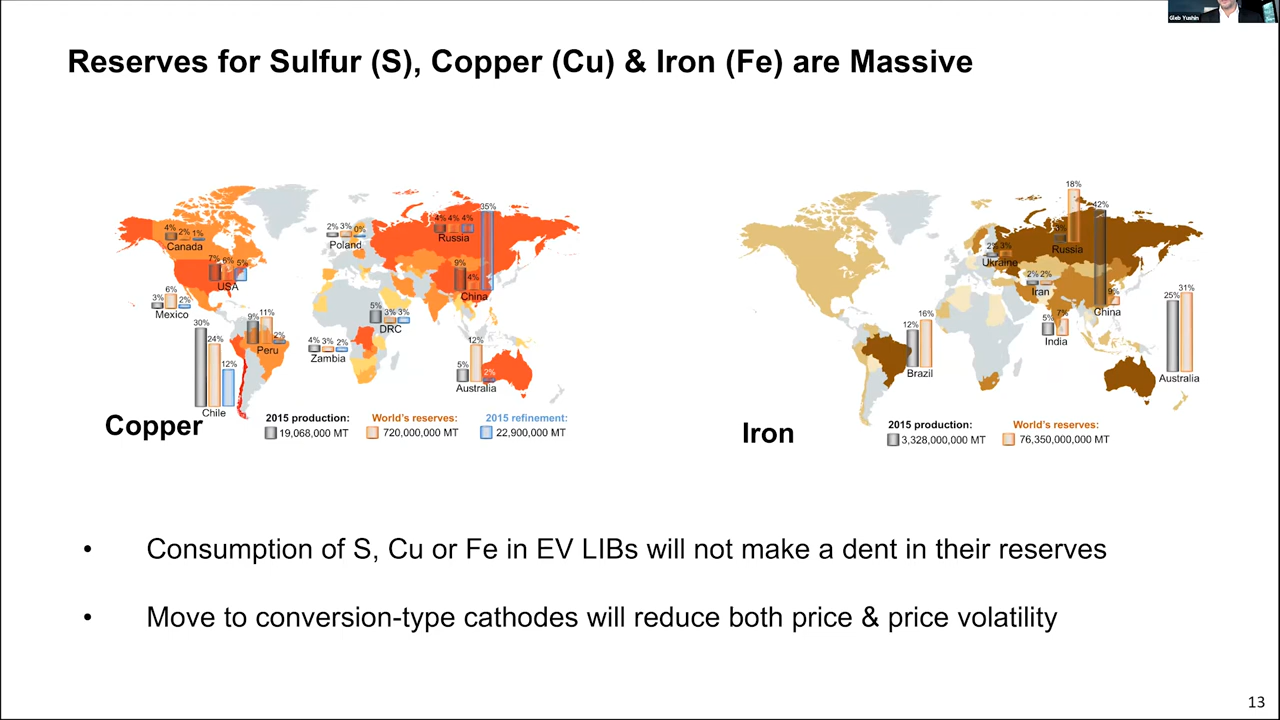 Gleb Yushin
Reserves for Sulfur (S), Copper (Cu) & Iron (Fe) are Massive
4% 2% 1%
Canada
7% 6% 5%
USA
3% 6% 2%
Mexico
30% 24% 12%
Chile
9% 11% 2%
Peru
2% 3% 0%
Poland
4% 4% 4%
Russia
9% 4% 35%
China
5% 3% 3%
DRC
4% 3% 2%
Zambia
5% 12% 2%
Australia
Copper
2015 production: World's reserves: 2015 refinement:
19,068,000 MT 720,000,000 MT 22,900,000 MT
3% 18%
Russia
2% 3%
Ukraine
2% 2%
Iran
42% 9%
China
5% 7%
India
12% 16%
Brazil
25% 31%
Australia
Iron
2015 production: World's reserves:
3,328,000,000 MT 76,350,000,000 MT
• Consumption of S, Cu or Fe in EV LIBs will not make a dent in their reserves
• Move to conversion-type cathodes will reduce both price & price volatility
13